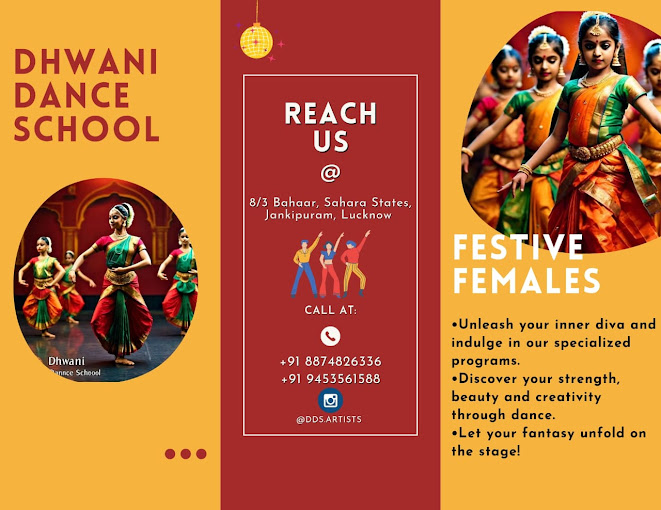 DHWANI
DANCE
SCHOOL
Dhwani
Dannce School
REACH
US
@
8/3 Bahaar, Sahara States,
Jankipuram, Lucknow
CALL AT:
+91 8874826336
+91 9453561588
@DDS.ARTISTS
FESTIVE
FEMALES
•Unleash your inner diva and
indulge in our specialized
programs.
•Discover your strength,
beauty and creativity
through dance.
•Let your fantasy unfold on
the stage!